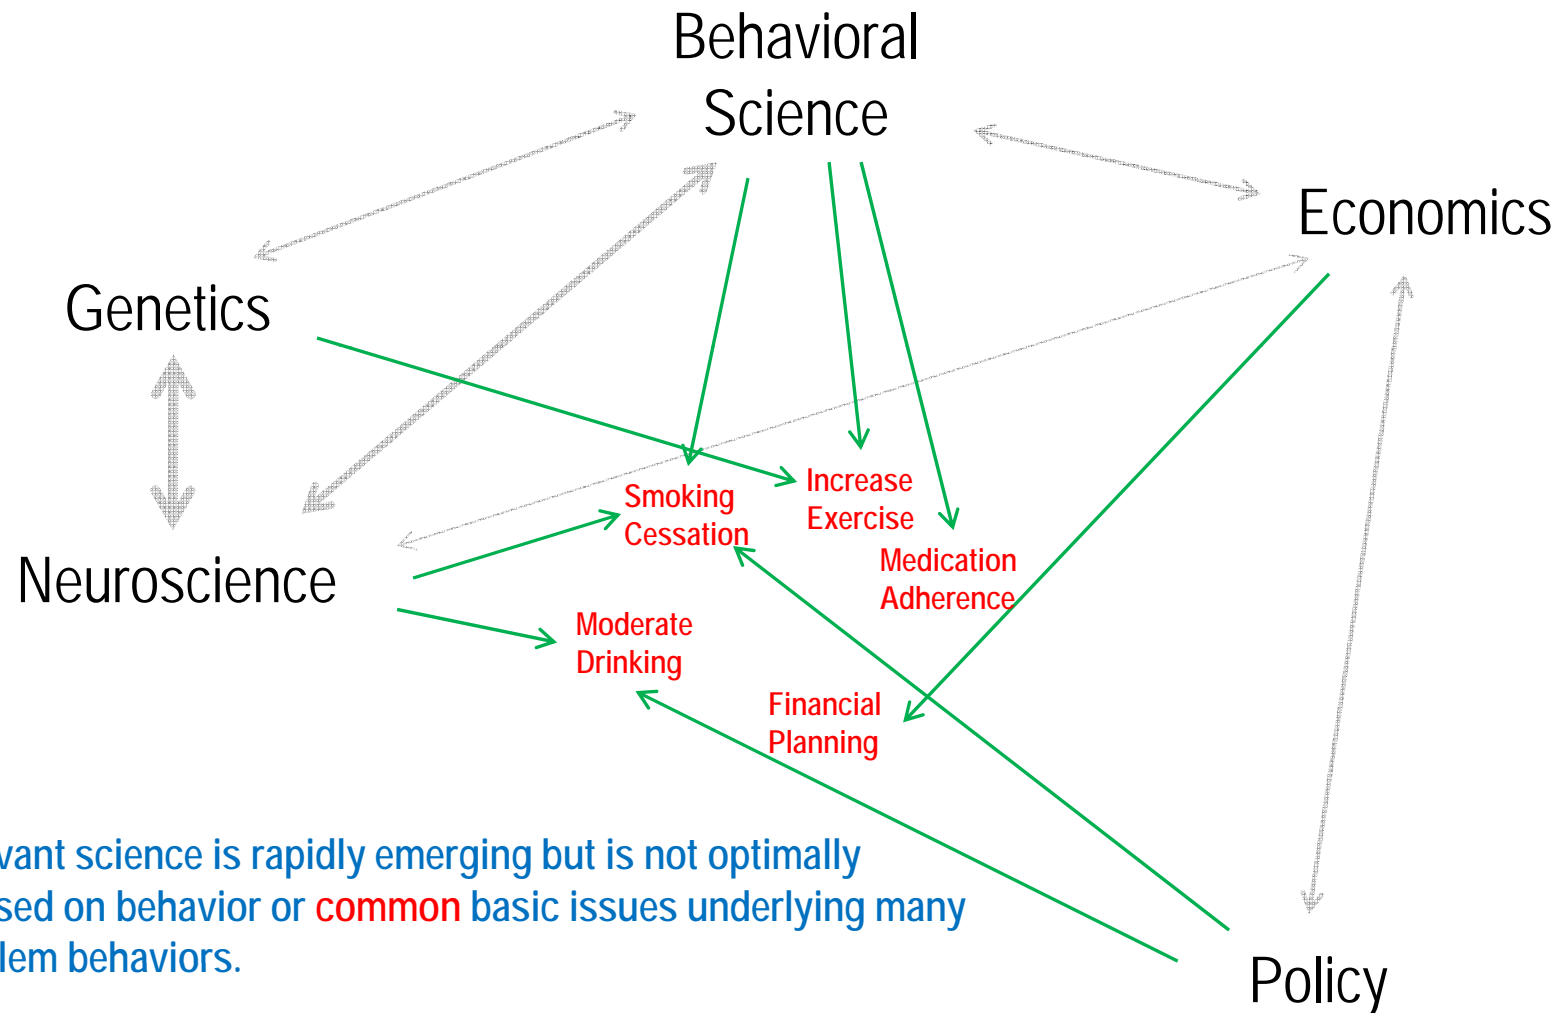 Behavioral
Science
Economics
Genetics
Neuroscience
Smoking
Cessation
Increase
Exercise
Medication
Adherence
Moderate
Drinking
Financial
Planning
vant science is rapidly emerging but is not optimally
sed on behavior or common basic issues underlying many
lem behaviors.
Policy